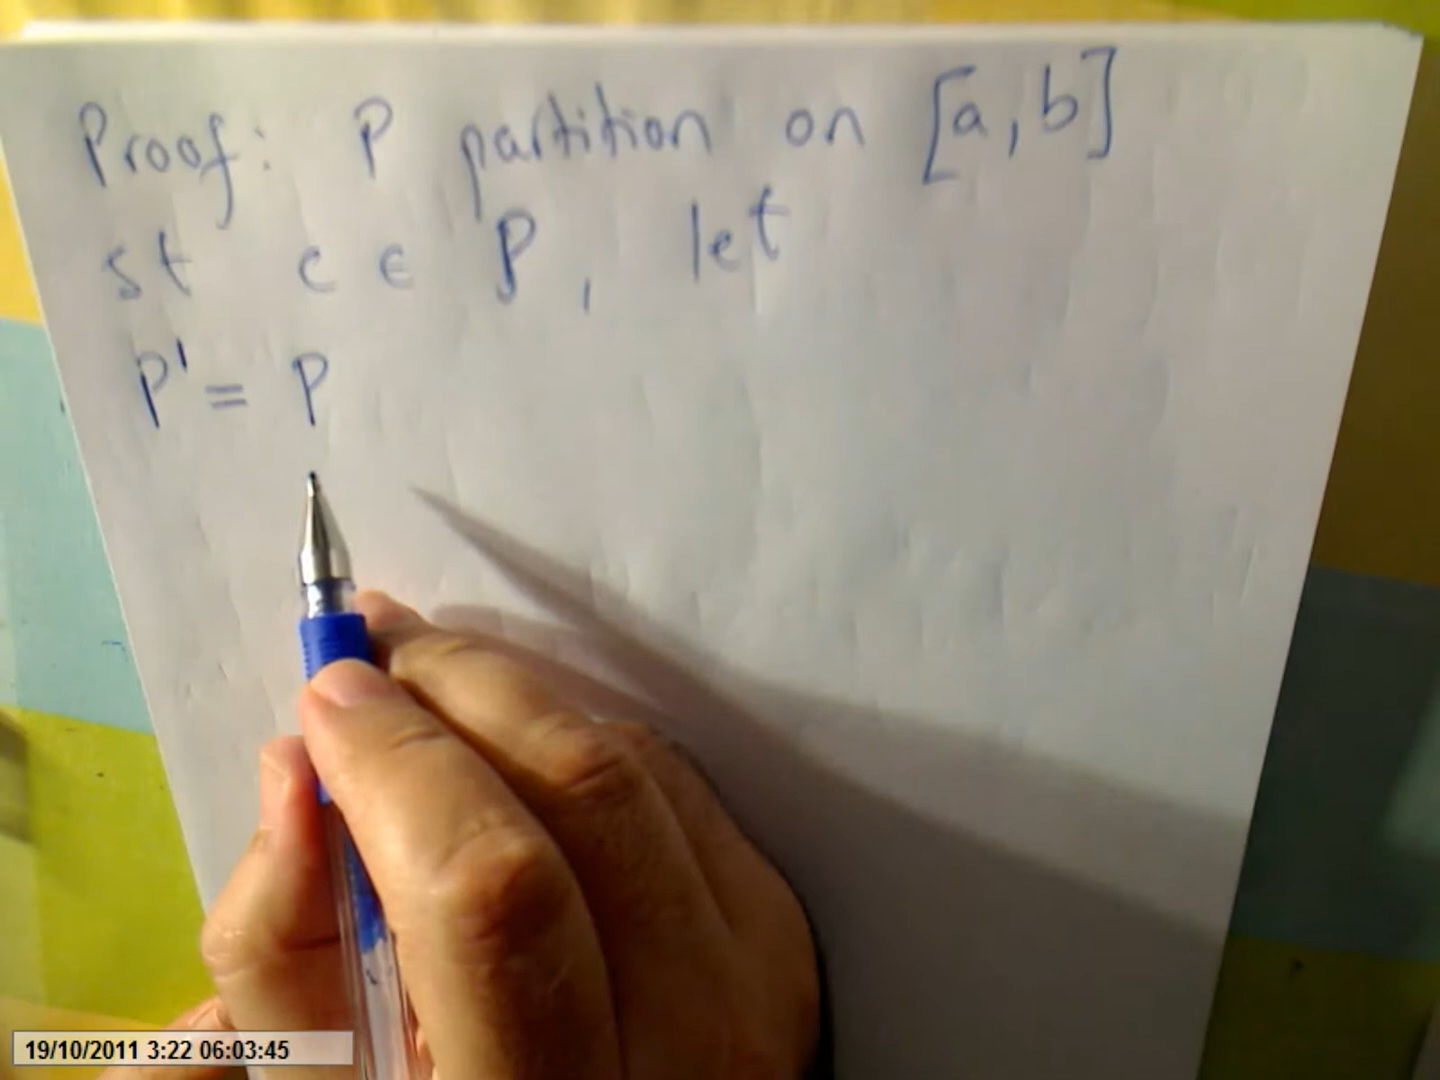 Proof: P partition on [a, b]
st c ∈ P, let
P' = P
19/10/2011 3:22 06:03:45